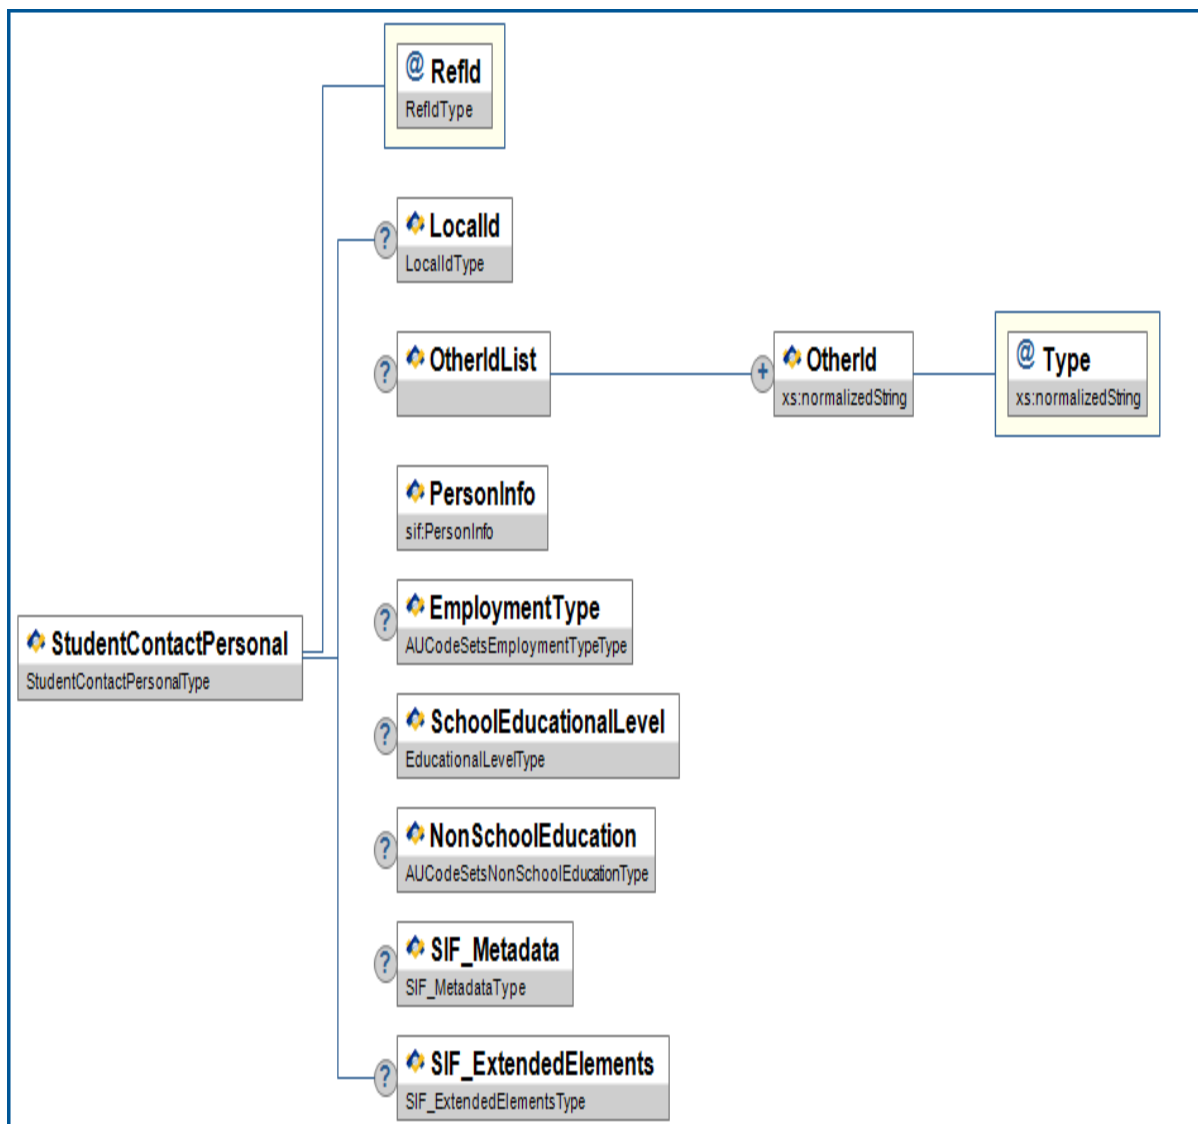 @ RefId
RefIdType
? LocalId
LocalIdType
? OtherIdList
+ OtherId
xs:normalizedString
@ Type
xs:normalizedString
PersonInfo
sif:PersonInfo
? EmploymentType
AUCodeSetsEmploymentTypeType
StudentContactPersonal
StudentContactPersonalType
? SchoolEducationalLevel
EducationalLevelType
? NonSchoolEducation
AUCodeSetsNonSchoolEducationType
? SIF_Metadata
SIF_MetadataType
? SIF_ExtendedElements
SIF_ExtendedElementsType